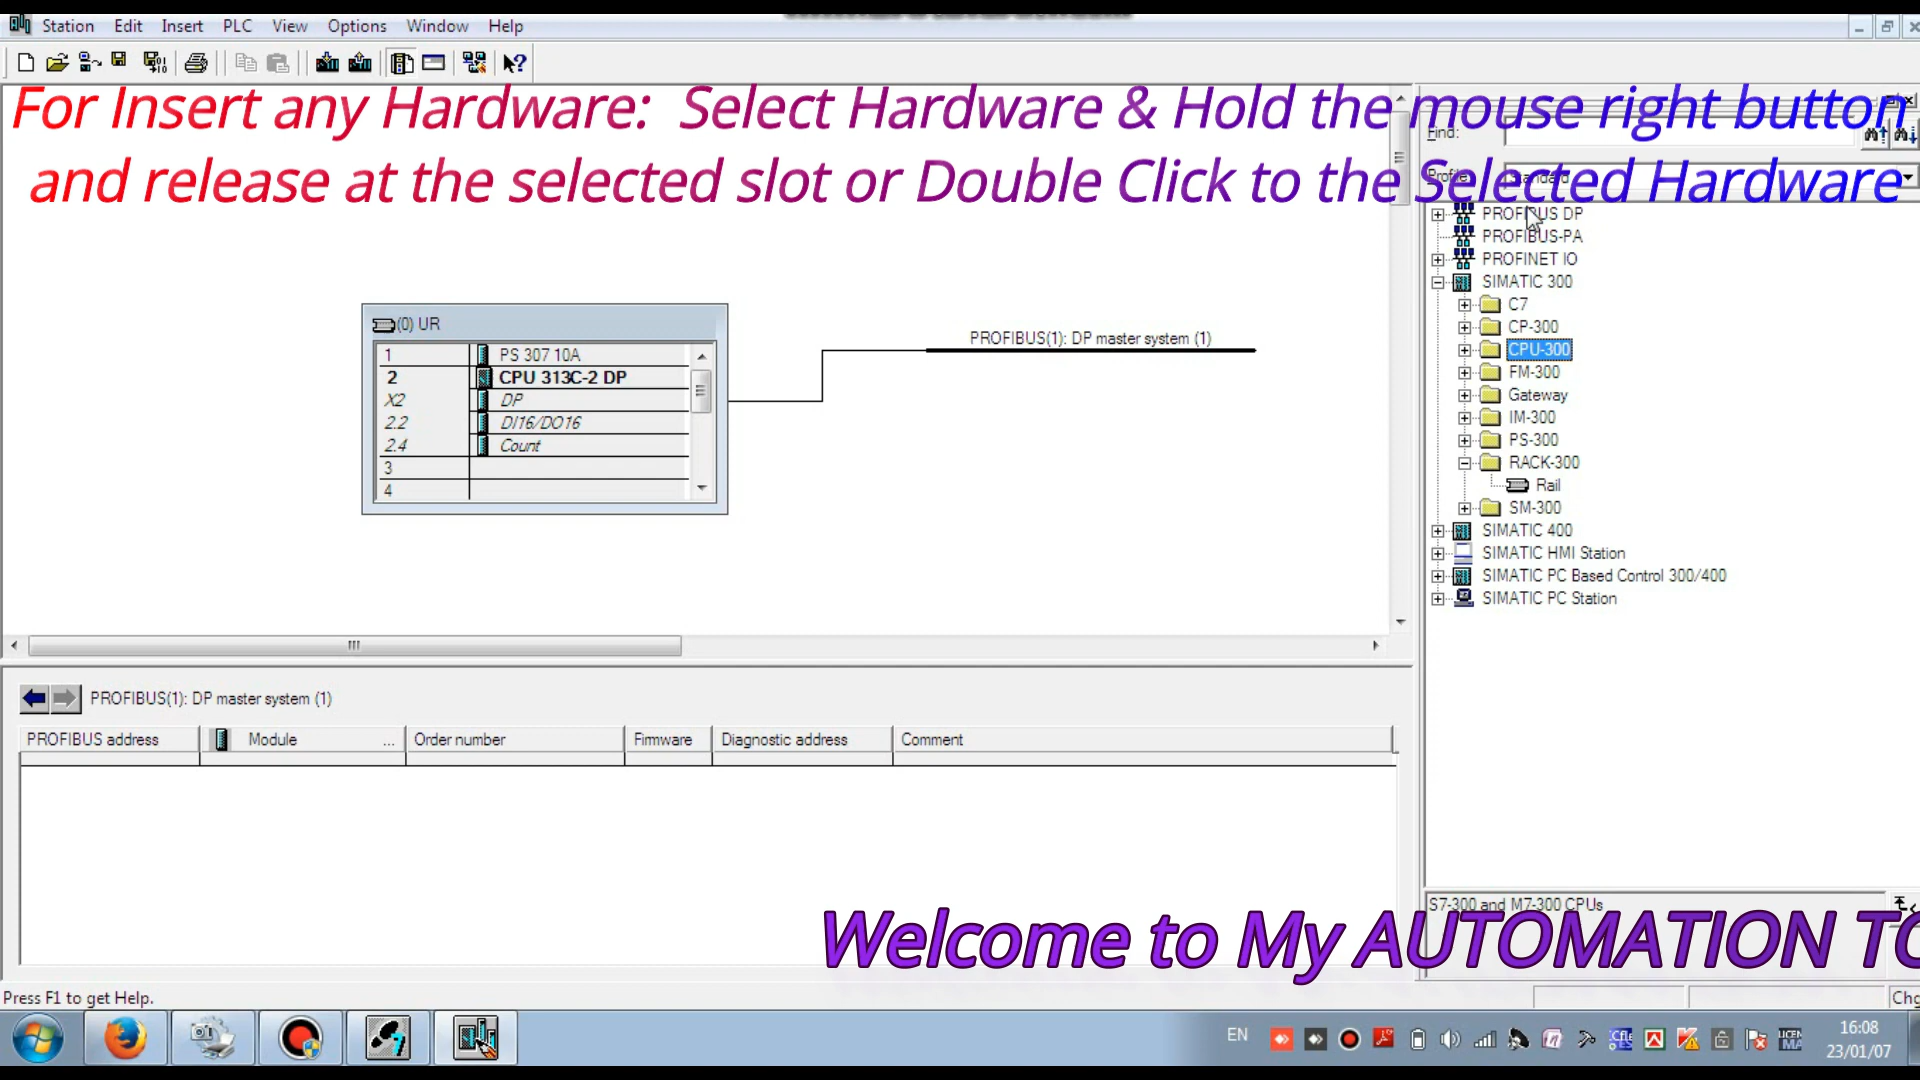 Station Edit Insert PLC View Options Window Help
For Insert any Hardware: Select Hardware & Hold the mouse right button
and release at the selected slot or Double Click to the Selected Hardware
Find:
Profile: Standard
PROFIBUS DP
PROFIBUS-PA
PROFINET IO
SIMATIC 300
C7
CP-300
CPU-300
FM-300
Gateway
IM-300
PS-300
RACK-300
Rail
SM-300
SIMATIC 400
SIMATIC HMI Station
SIMATIC PC Based Control 300/400
SIMATIC PC Station
(0) UR
1 PS 307 10A
2 CPU 313C-2 DP
X2 DP
2.2 DI16/DO16
2.4 Count
3
4
PROFIBUS(1): DP master system (1)
PROFIBUS(1): DP master system (1)
PROFIBUS address Module ... Order number Firmware Diagnostic address Comment
S7-300 and M7-300 CPUs
Welcome to My AUTOMATION TO
Press F1 to get Help.
Chg
EN
16:08
23/01/07